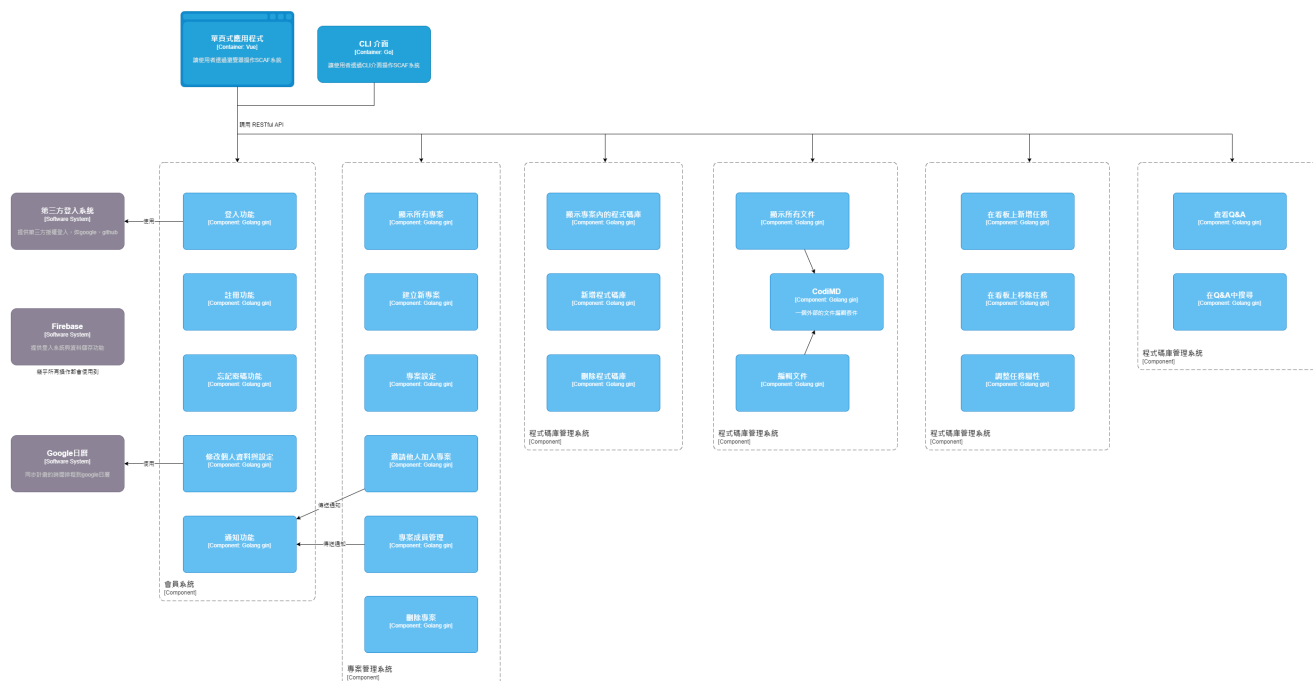 單頁式應用程式
[Container: Vue]
讓使用者透過瀏覽器操作SCAF系統
CLI 介面
[Container: Go]
讓使用者透過CLI介面操作SCAF系統
調用 RESTful API
第三方登入系統
[Software System]
提供第三方授權登入，如google、github
使用
Firebase
[Software System]
提供登入系統與資料儲存功能
幾乎所有操作都會使用到
Google日曆
[Software System]
同步計畫的時間時程到google日曆
使用
登入功能
[Component: Golang gin]
註冊功能
[Component: Golang gin]
忘記密碼功能
[Component: Golang gin]
修改個人資料與設定
[Component: Golang gin]
通知功能
[Component: Golang gin]
會員系統
[Component]
顯示所有專案
[Component: Golang gin]
建立新專案
[Component: Golang gin]
專案設定
[Component: Golang gin]
邀請他人加入專案
[Component: Golang gin]
傳送通知
專案成員管理
[Component: Golang gin]
傳送通知
刪除專案
[Component: Golang gin]
專案管理系統
[Component]
顯示專案內的程式碼庫
[Component: Golang gin]
新增程式碼庫
[Component: Golang gin]
刪除程式碼庫
[Component: Golang gin]
程式碼庫管理系統
[Component]
顯示所有文件
[Component: Golang gin]
CodiMD
[Component: Golang gin]
一個外部的文件編輯套件
編輯文件
[Component: Golang gin]
程式碼庫管理系統
[Component]
在看板上新增任務
[Component: Golang gin]
在看板上移除任務
[Component: Golang gin]
調整任務屬性
[Component: Golang gin]
程式碼庫管理系統
[Component]
查看Q&A
[Component: Golang gin]
在Q&A中搜尋
[Component: Golang gin]
程式碼庫管理系統
[Component]